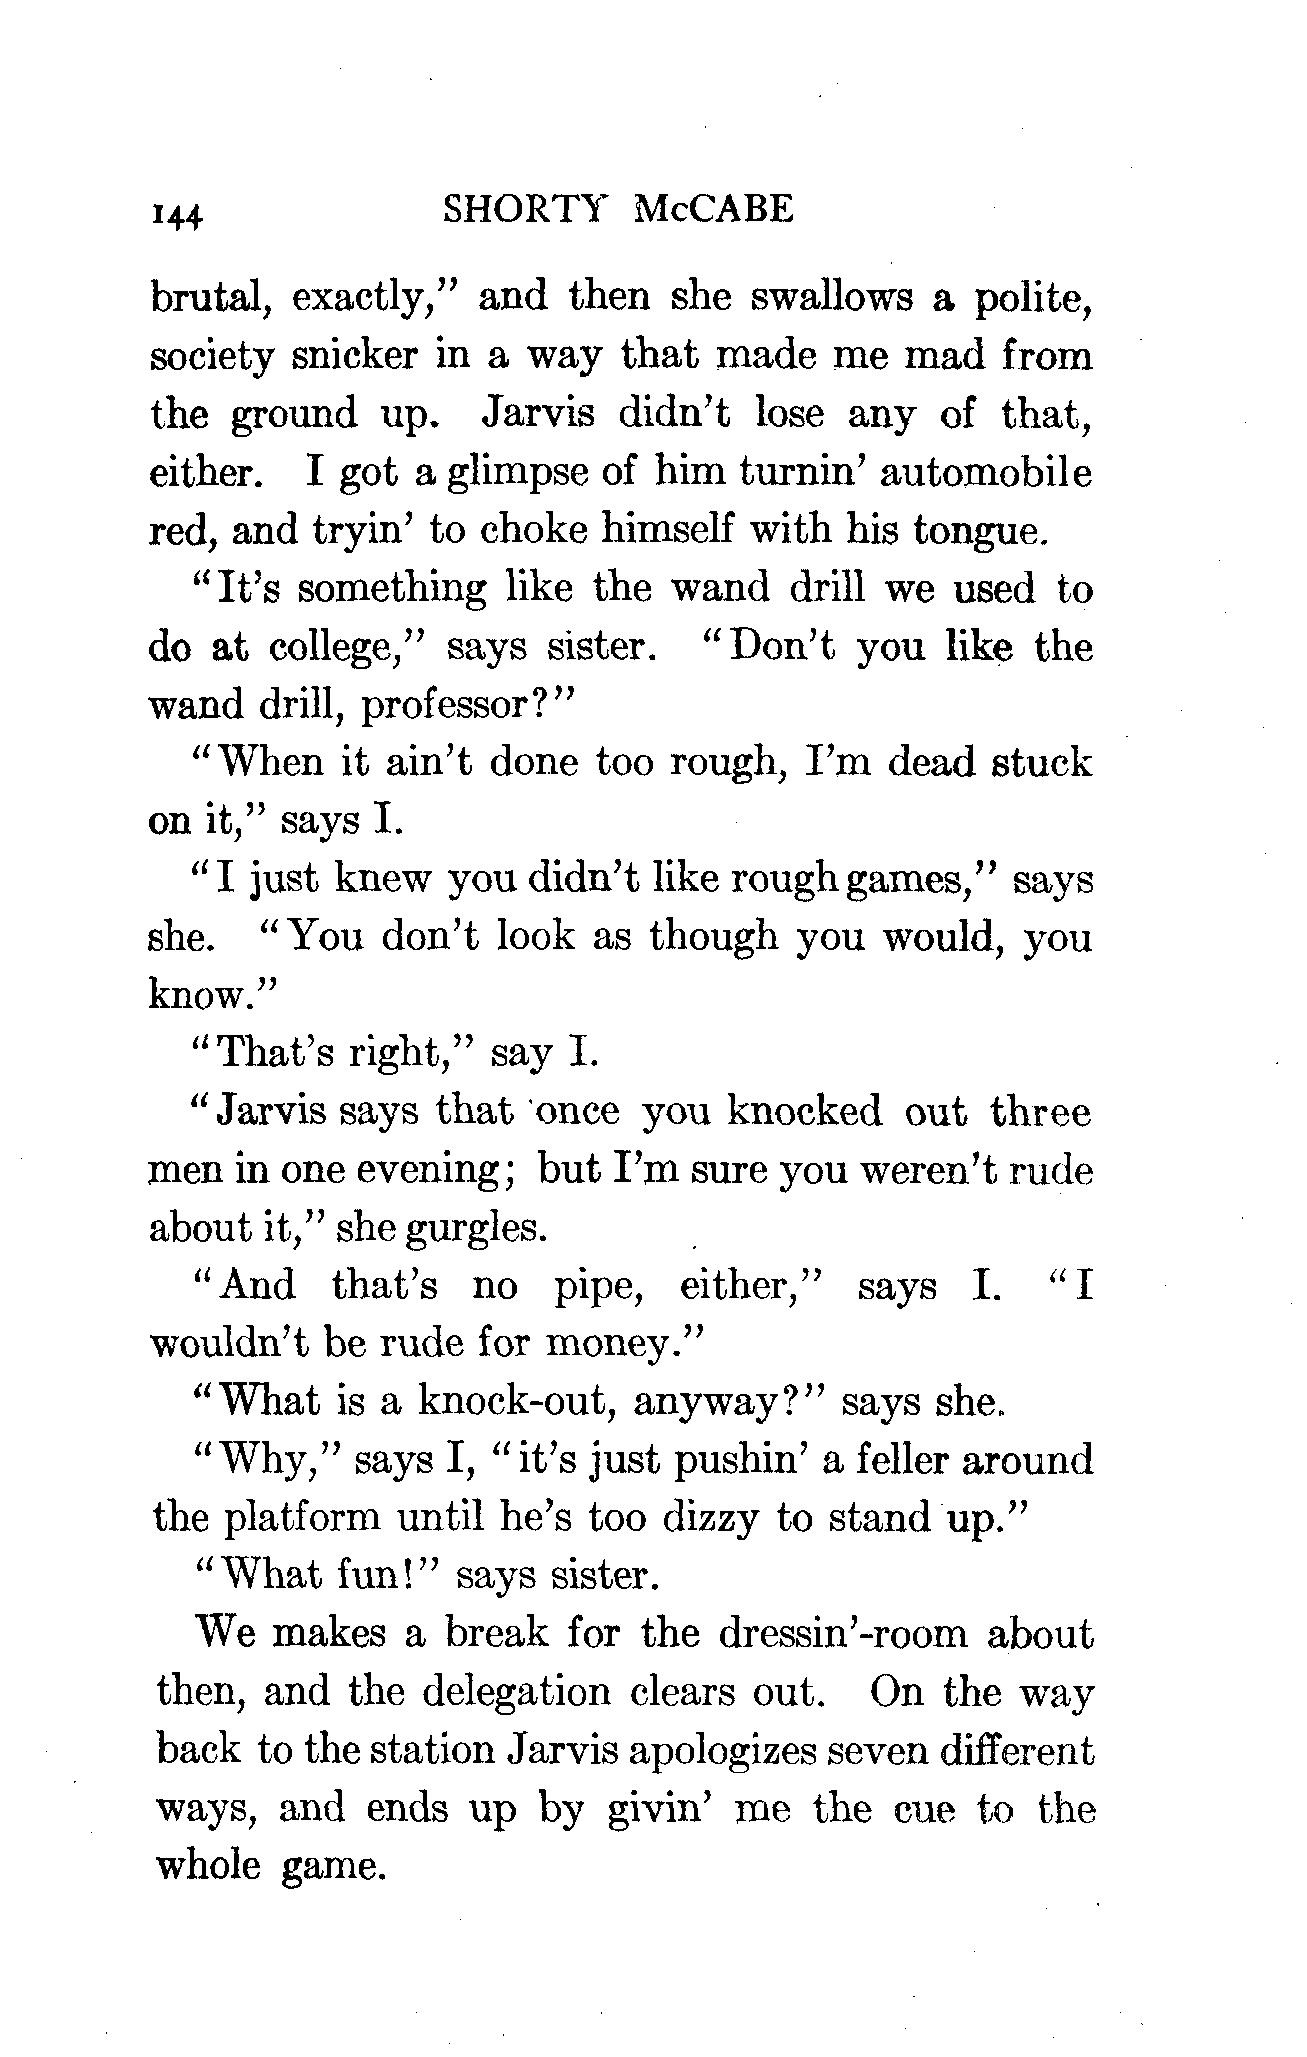 144 SHORTY McCABE
brutal, exactly,” and then she swallows a polite,
society snicker in a way that made me mad from
the ground up. Jarvis didn’t lose any of that,
either. I got a glimpse of him turnin’ automobile
red, and tryin’ to choke himself with his tongue.
“It’s something like the wand drill we used to
do at college,” says sister. “Don’t you like the
wand drill, professor?”
“When it ain’t done too rough, I’m dead stuck
on it,” says I.
“I just knew you didn’t like rough games,” says
she. “You don’t look as though you would, you
know.”
“That’s right,” say I.
“Jarvis says that once you knocked out three
men in one evening; but I’m sure you weren’t rude
about it,” she gurgles.
“And that’s no pipe, either,” says I. “I
wouldn’t be rude for money.”
“What is a knock-out, anyway?” says she.
“Why,” says I, “it’s just pushin’ a feller around
the platform until he’s too dizzy to stand up.”
“What fun!” says sister.
We makes a break for the dressin’-room about
then, and the delegation clears out. On the way
back to the station Jarvis apologizes seven different
ways, and ends up by givin’ me the cue to the
whole game.